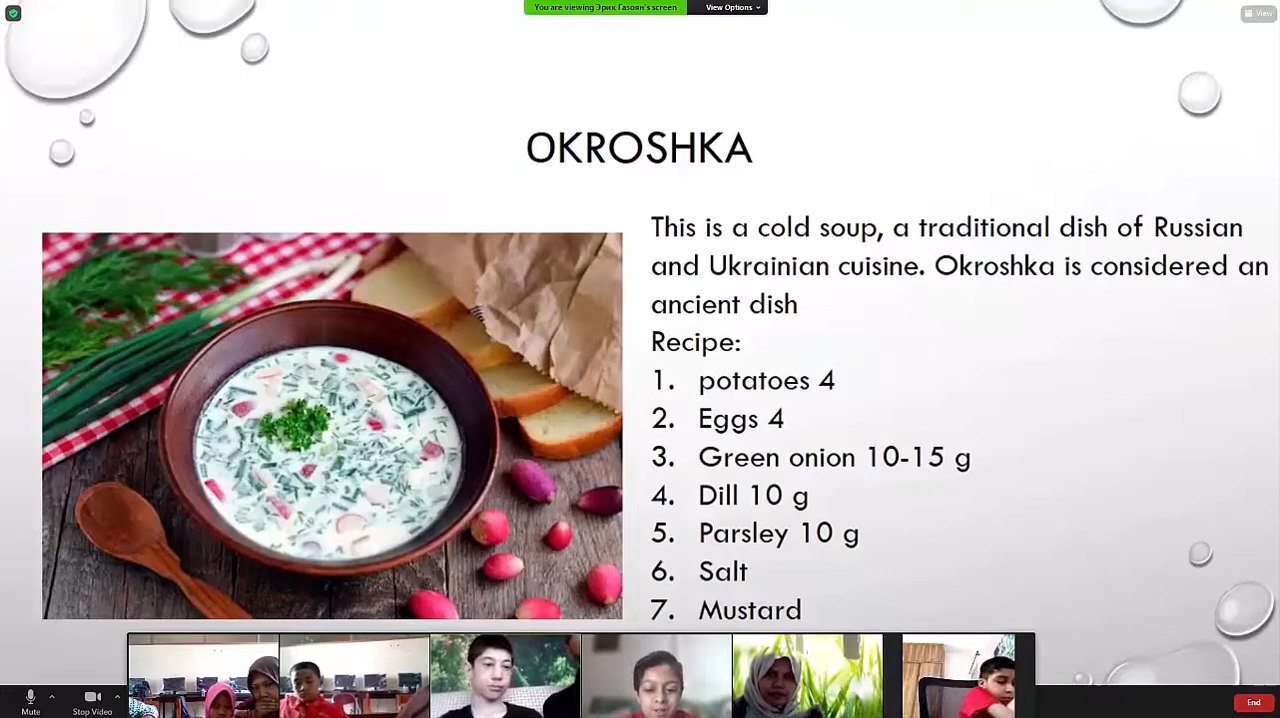 You are viewing Эрик Газоян's screen View Options
View
OKROSHKA
This is a cold soup, a traditional dish of Russian
and Ukrainian cuisine. Okroshka is considered an
ancient dish
Recipe:
1. potatoes 4
2. Eggs 4
3. Green onion 10-15 g
4. Dill 10 g
5. Parsley 10 g
6. Salt
7. Mustard
Mute Stop Video End